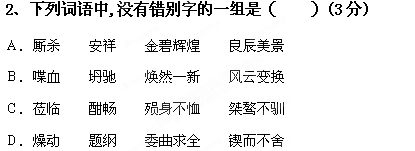 2、下列词语中,没有错别字的一组是（　　）(3分)
A．厮杀　　安祥　　金碧辉煌　　良辰美景
B．喋血　　坍驰　　焕然一新　　风云变换
C．莅临　　酣畅　　殒身不恤　　桀骜不驯
D．燥动　　题纲　　委曲求全　　锲而不舍